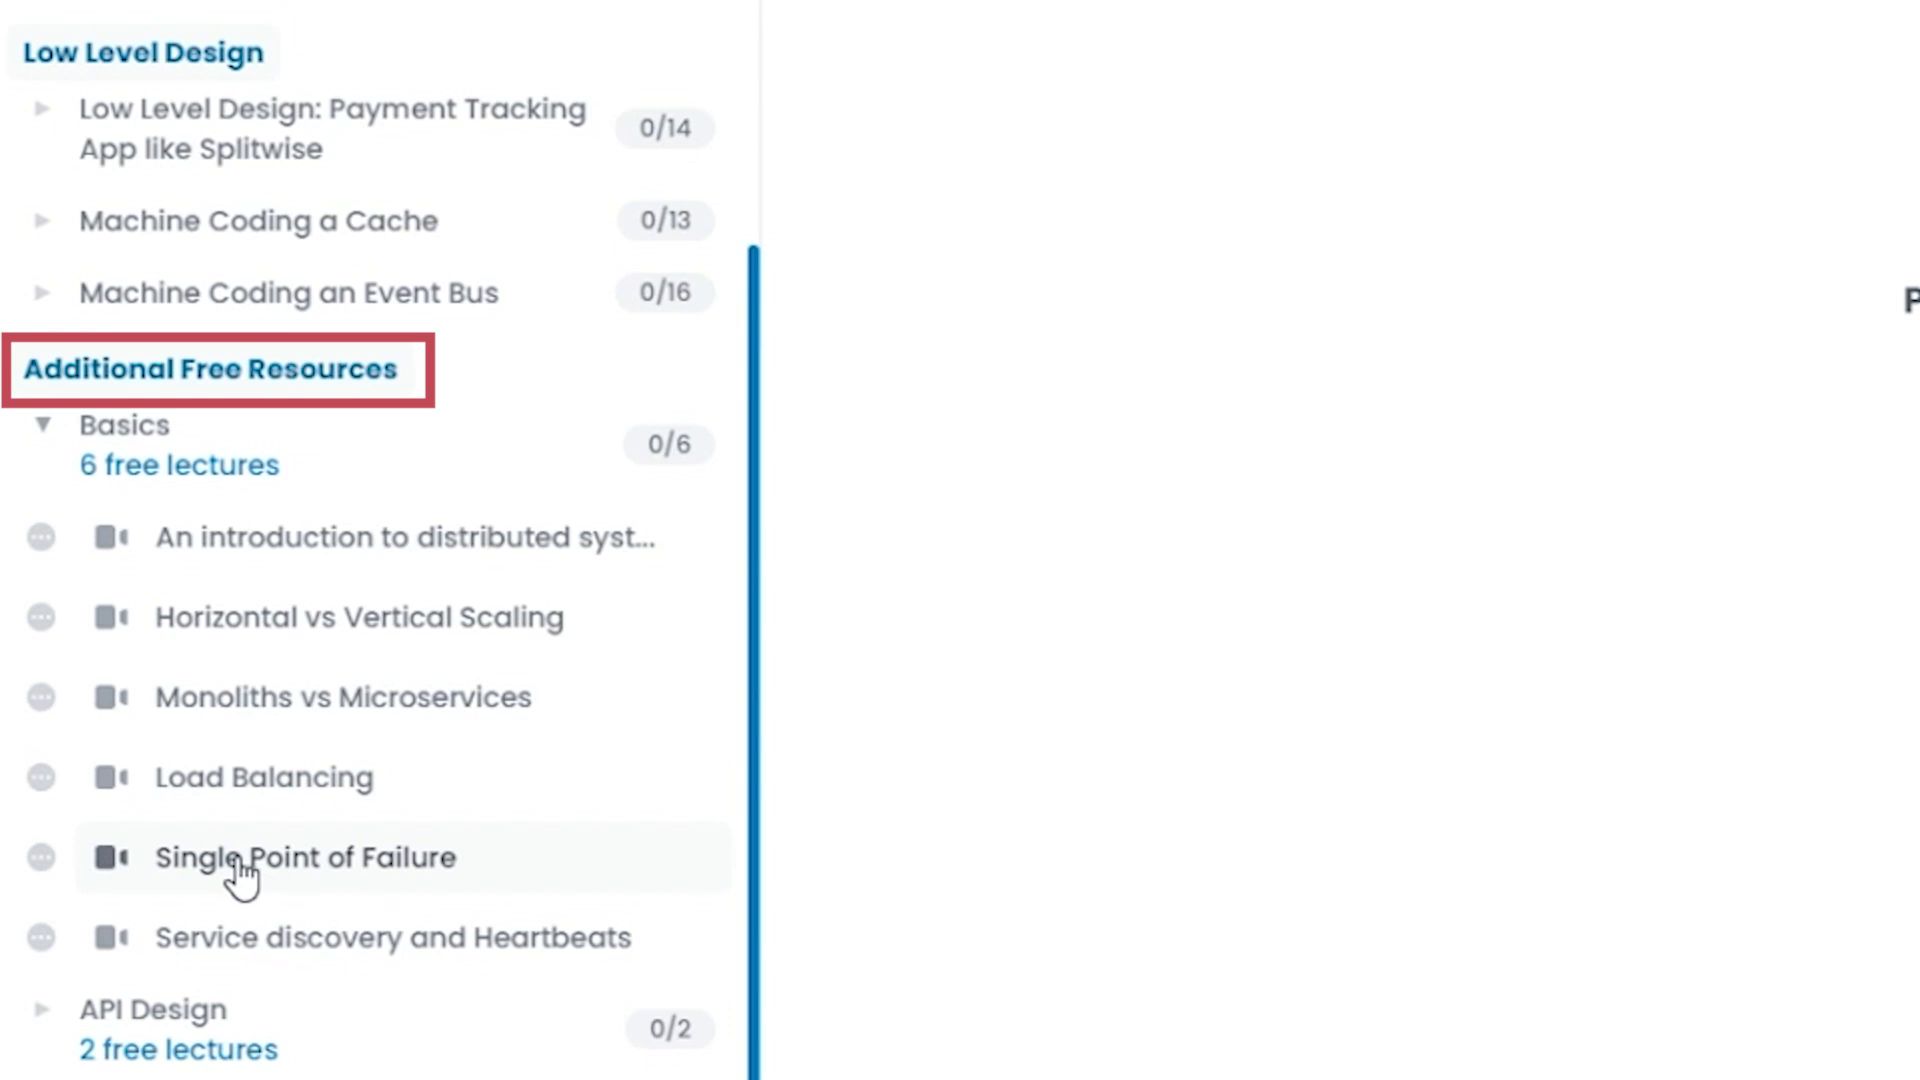 Low Level Design
Low Level Design: Payment Tracking
App like Splitwise
0/14
Machine Coding a Cache
0/13
Machine Coding an Event Bus
0/16
Additional Free Resources
Basics
6 free lectures
0/6
An introduction to distributed syst...
Horizontal vs Vertical Scaling
Monoliths vs Microservices
Load Balancing
Single Point of Failure
Service discovery and Heartbeats
API Design
2 free lectures
0/2